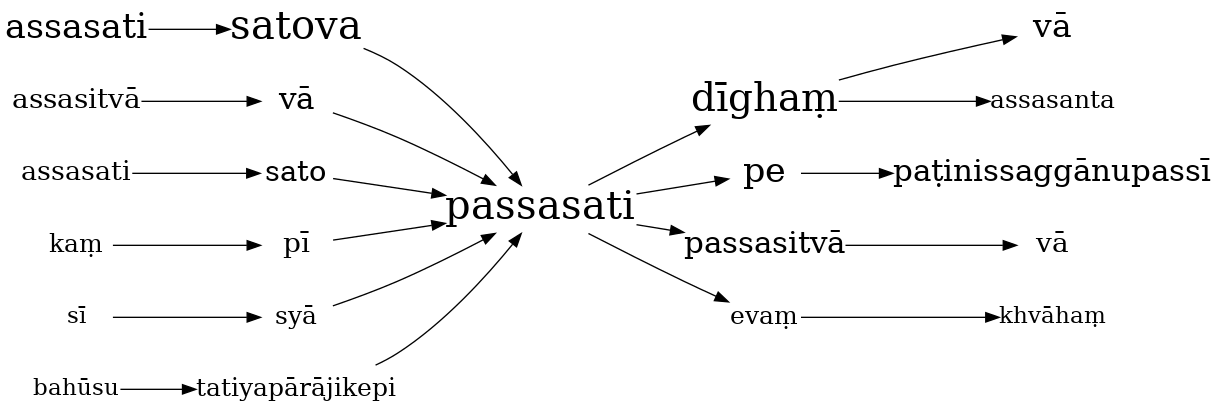 assasati satova vā
assasitvā vā dīghaṃ assasanta
assasati sato pe paṭinissaggānupassī
passasati
kaṃ pī passasitvā vā
sī syā evaṃ khvāhaṃ
bahūsu tatiyapārājikepi